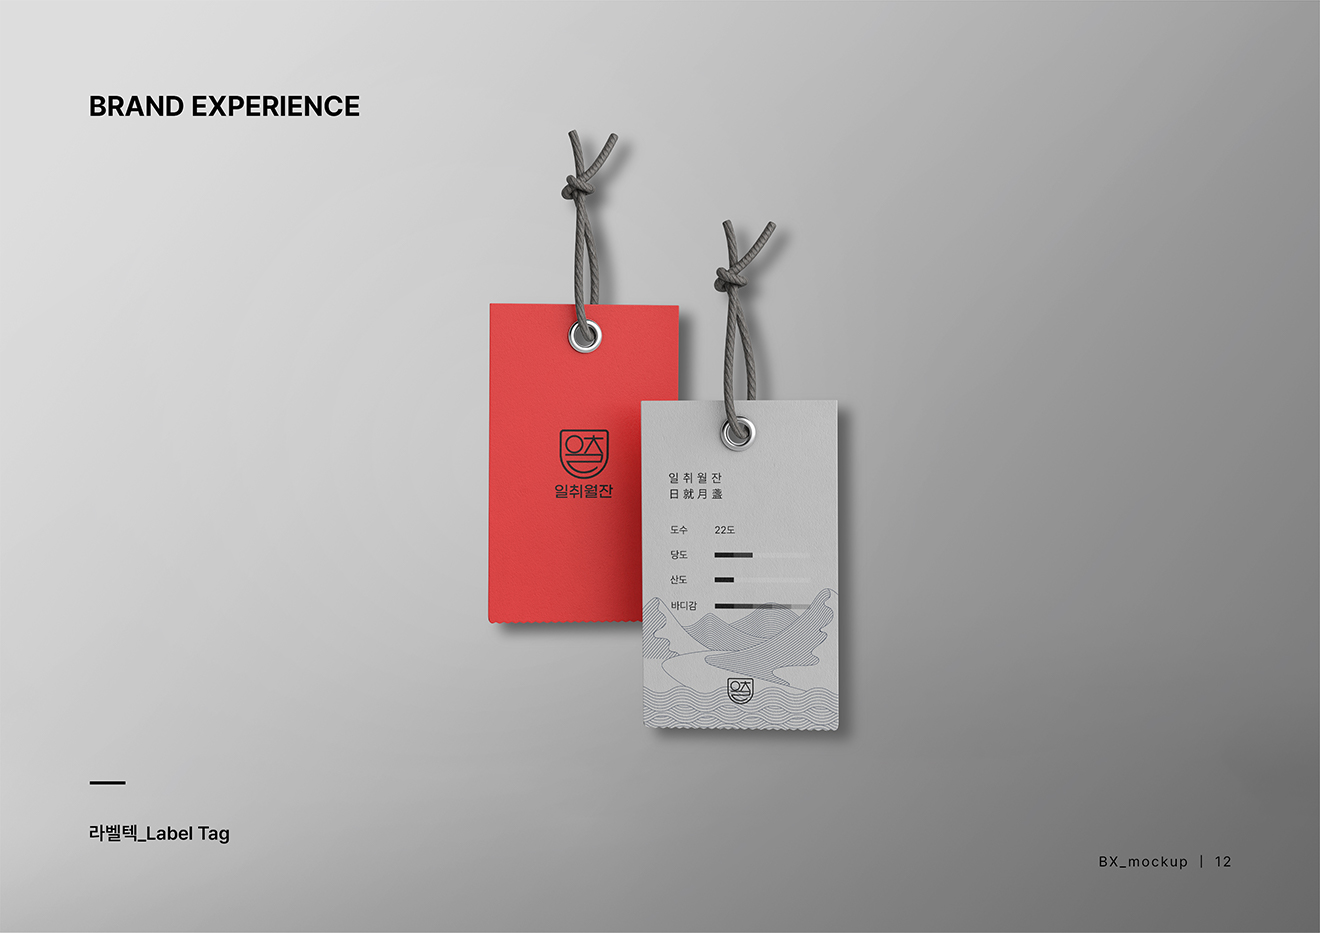 BRAND EXPERIENCE
일취월잔
일취월잔
日就月盞
도수 22도
당도
산도
바디감
라벨텍_Label Tag
BX_mockup | 12